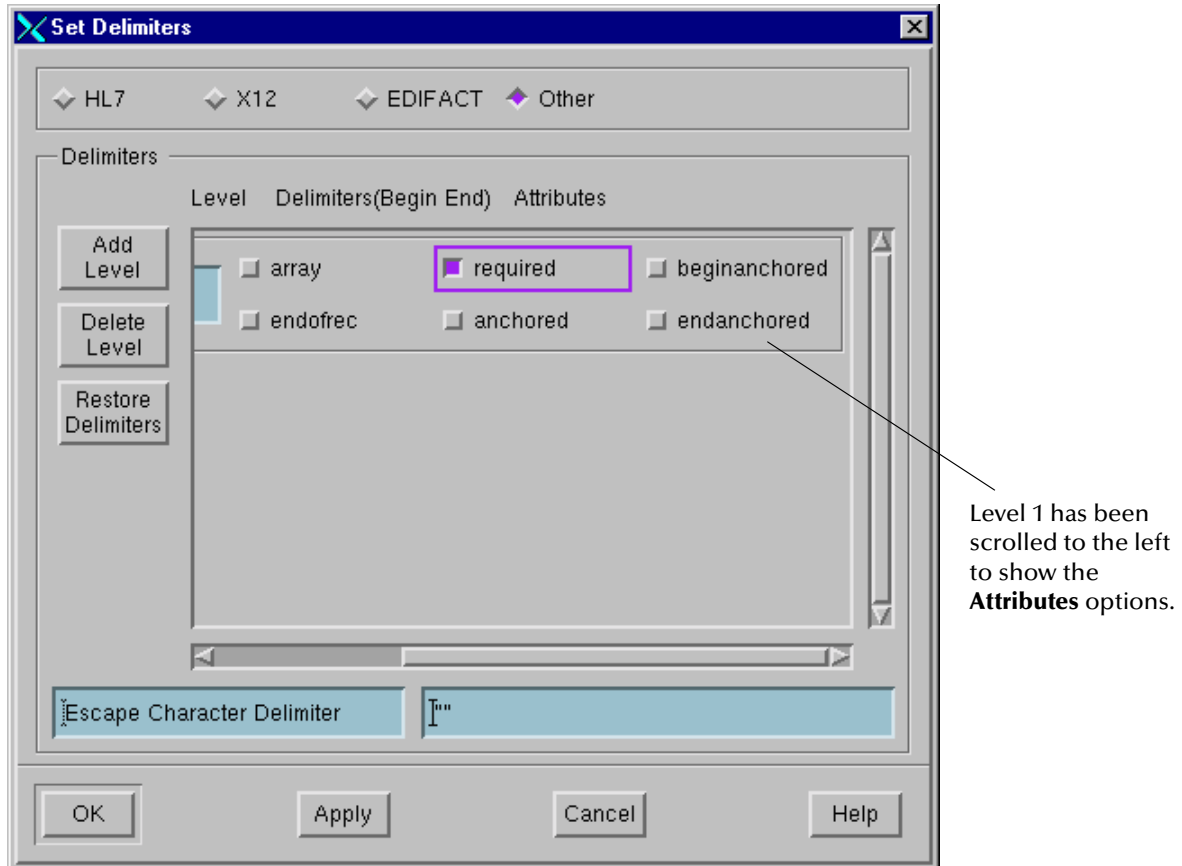 Set Delimiters
HL7 X12 EDIFACT Other
Delimiters
Level Delimiters(Begin End) Attributes
Add
Level
Delete
Level
Restore
Delimiters
array required beginanchored
endofrec anchored endanchored
Level 1 has been
scrolled to the left
to show the
Attributes options.
Escape Character Delimiter ""
OK Apply Cancel Help